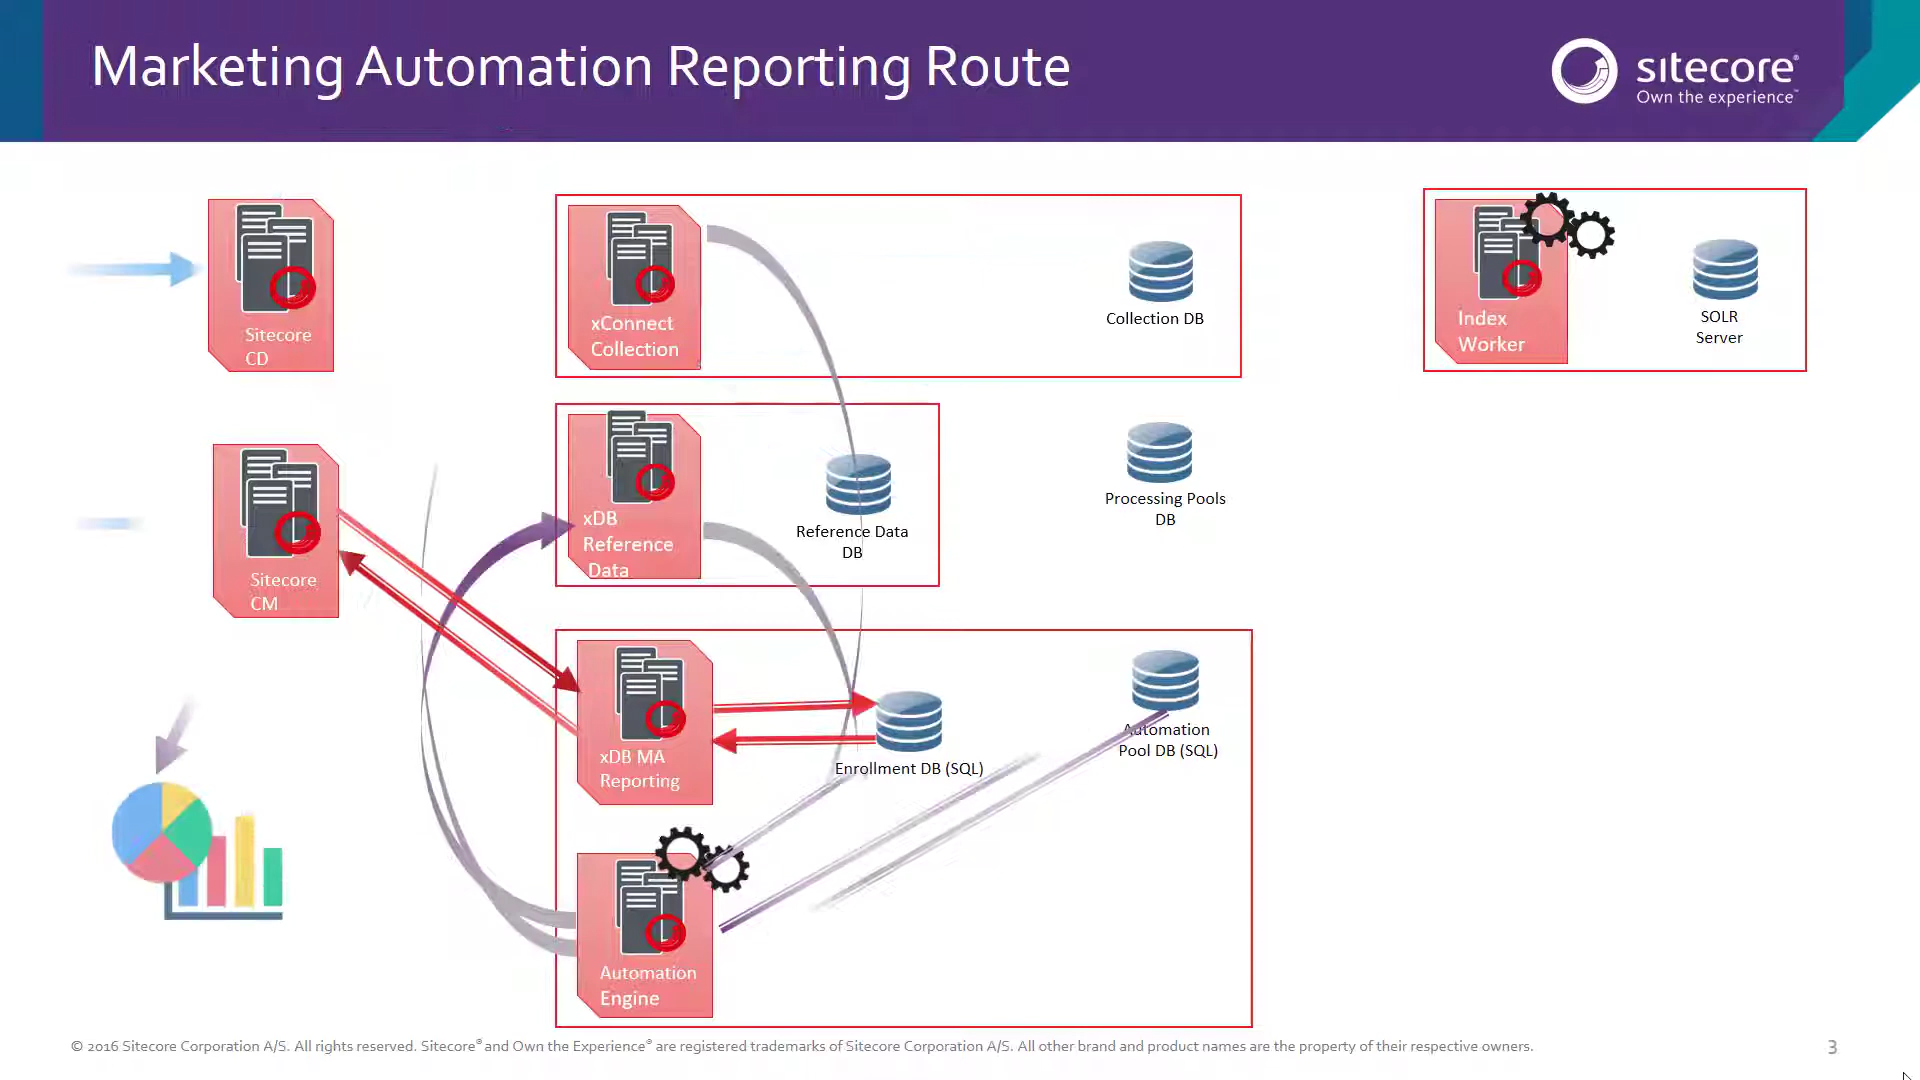 Marketing Automation Reporting Route
sitecore®
Own the experience™
Sitecore
CD
xConnect
Collection
Collection DB
Index
Worker
SOLR
Server
Sitecore
CM
xDB
Reference
Data
Reference Data
DB
Processing Pools
DB
xDB MA
Reporting
Enrollment DB (SQL)
Automation
Pool DB (SQL)
Automation
Engine
© 2016 Sitecore Corporation A/S. All rights reserved. Sitecore® and Own the Experience® are registered trademarks of Sitecore Corporation A/S. All other brand and product names are the property of their respective owners.
3